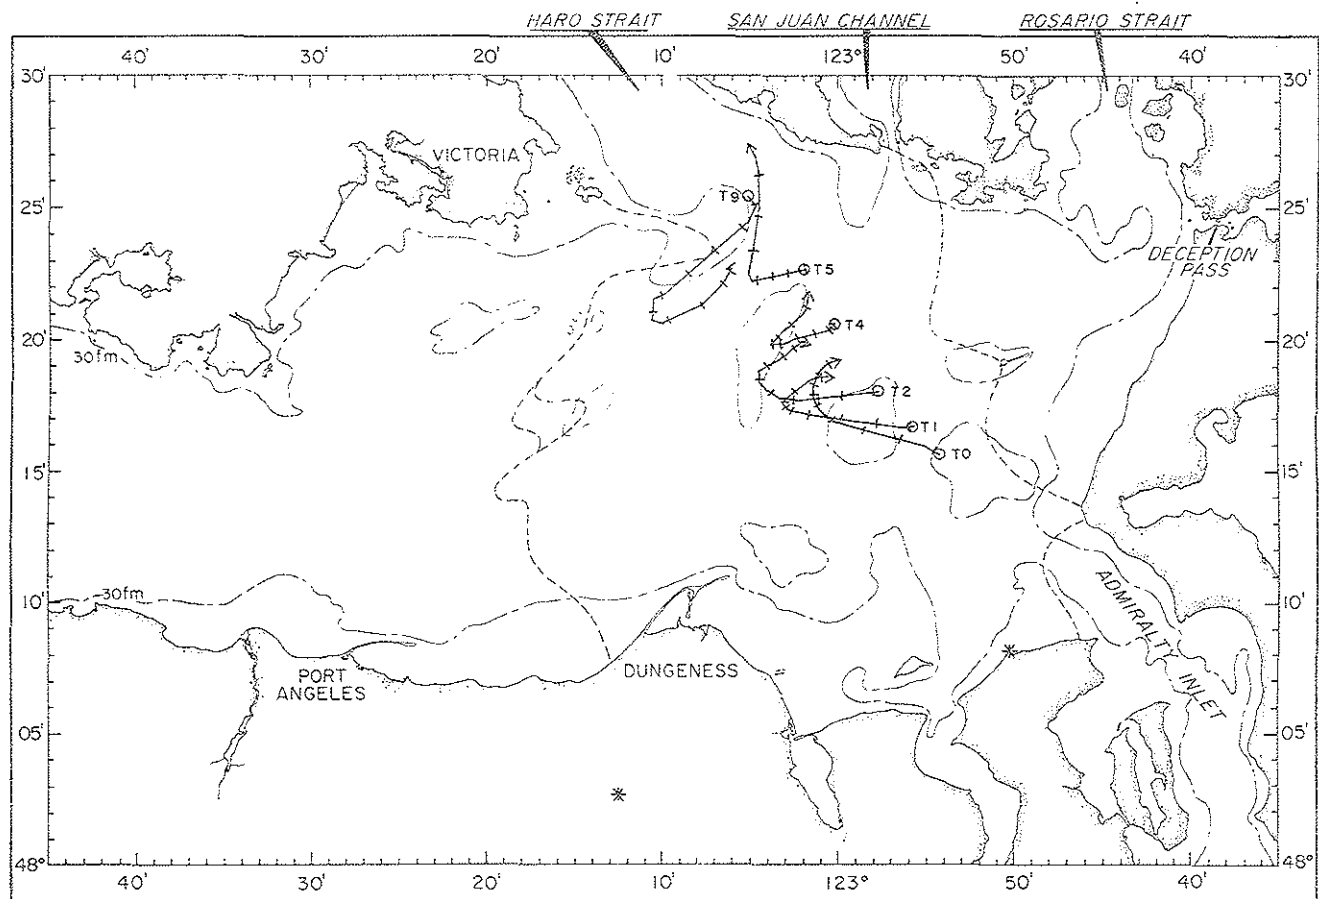 HARO STRAIT
SAN JUAN CHANNEL
ROSARIO STRAIT
40' 30' 20' 10' 123° 50' 40'
30' 30'
VICTORIA
T9
25' 25'
DECEPTION
PASS
T5
T4
20' 20'
30fm
T2
T1
T0
15' 15'
30fm
10' 10'
ADMIRALTY INLET
DUNGENESS
PORT
ANGELES
05' 05'
48° 48°
40' 30' 20' 10' 123° 50' 40'